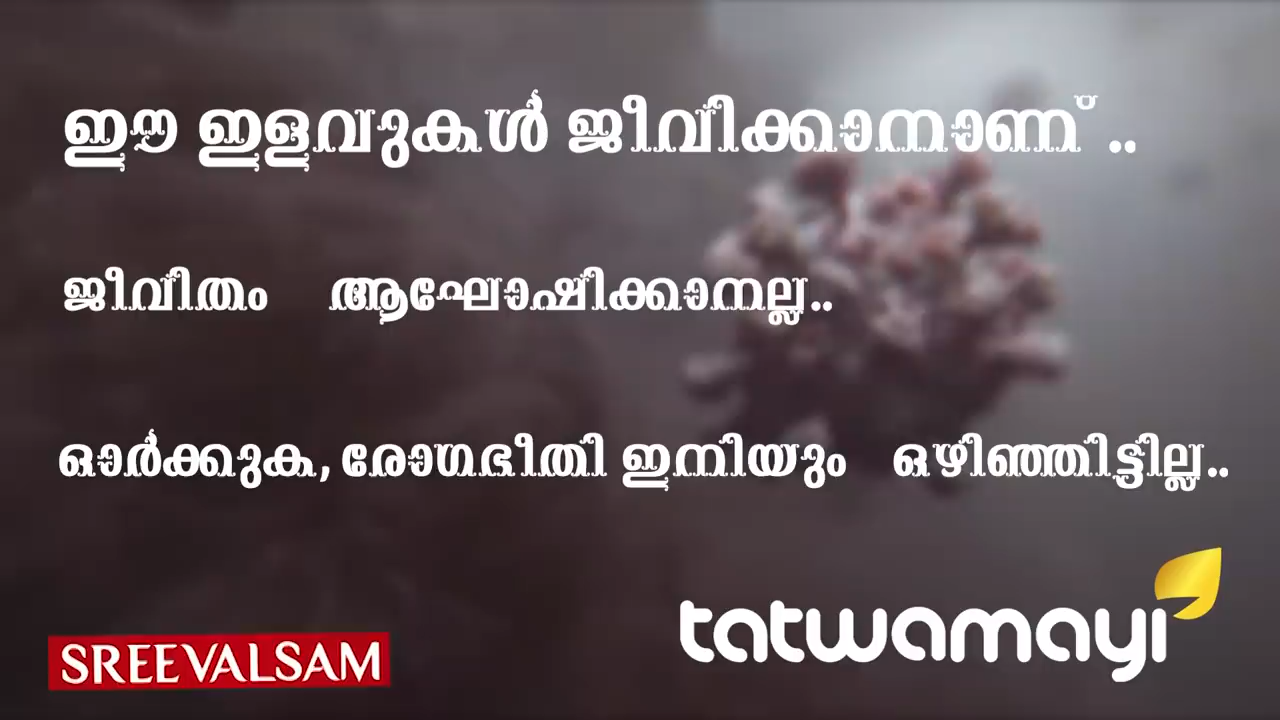 ഈ ഇളവുകൾ ജീവിക്കാനാണ് ..
ജീവിതം ആഘോഷിക്കാനല്ല..
ഓർക്കുക, രോഗഭീതി ഇനിയും ഒഴിഞ്ഞിട്ടില്ല..
tatwamayi
SREEVALSAM